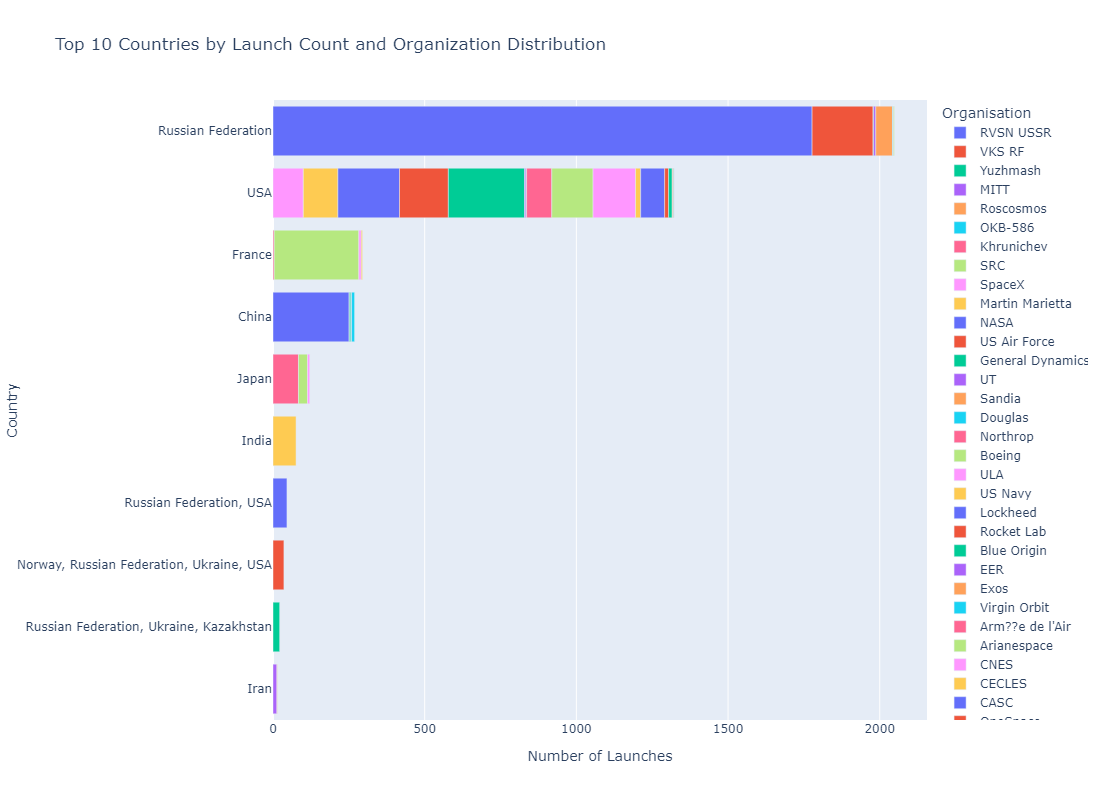 Top 10 Countries by Launch Count and Organization Distribution
Country
Russian Federation
USA
France
China
Japan
India
Russian Federation, USA
Norway, Russian Federation, Ukraine, USA
Russian Federation, Ukraine, Kazakhstan
Iran
0 500 1000 1500 2000
Number of Launches
Organisation
RVSN USSR
VKS RF
Yuzhmash
MITT
Roscosmos
OKB-586
Khrunichev
SRC
SpaceX
Martin Marietta
NASA
US Air Force
General Dynamics
UT
Sandia
Douglas
Northrop
Boeing
ULA
US Navy
Lockheed
Rocket Lab
Blue Origin
EER
Exos
Virgin Orbit
Arm??e de l'Air
Arianespace
CNES
CECLES
CASC